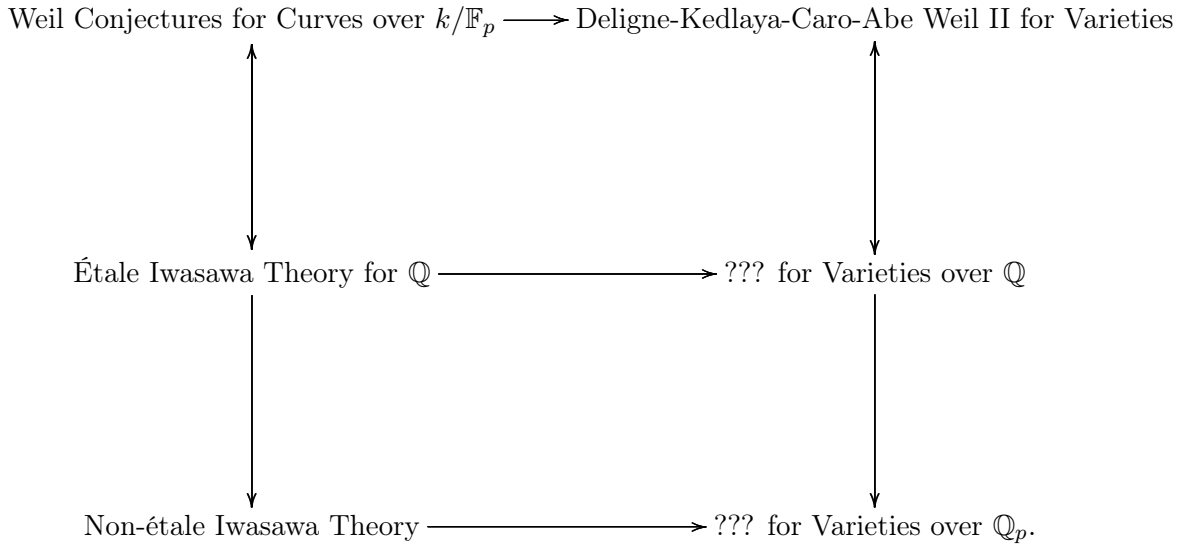 Weil Conjectures for Curves over k/𝔽_p Deligne-Kedlaya-Caro-Abe Weil II for Varieties
Étale Iwasawa Theory for ℚ ??? for Varieties over ℚ
Non-étale Iwasawa Theory ??? for Varieties over ℚ_p.